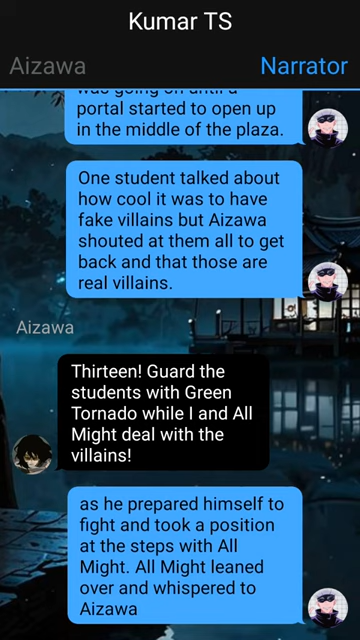 Kumar TS
Aizawa
Narrator
was going on until a
portal started to open up
in the middle of the plaza.
One student talked about
how cool it was to have
fake villains but Aizawa
shouted at them all to get
back and that those are
real villains.
Aizawa
Thirteen! Guard the
students with Green
Tornado while I and All
Might deal with the
villains!
as he prepared himself to
fight and took a position
at the steps with All
Might. All Might leaned
over and whispered to
Aizawa